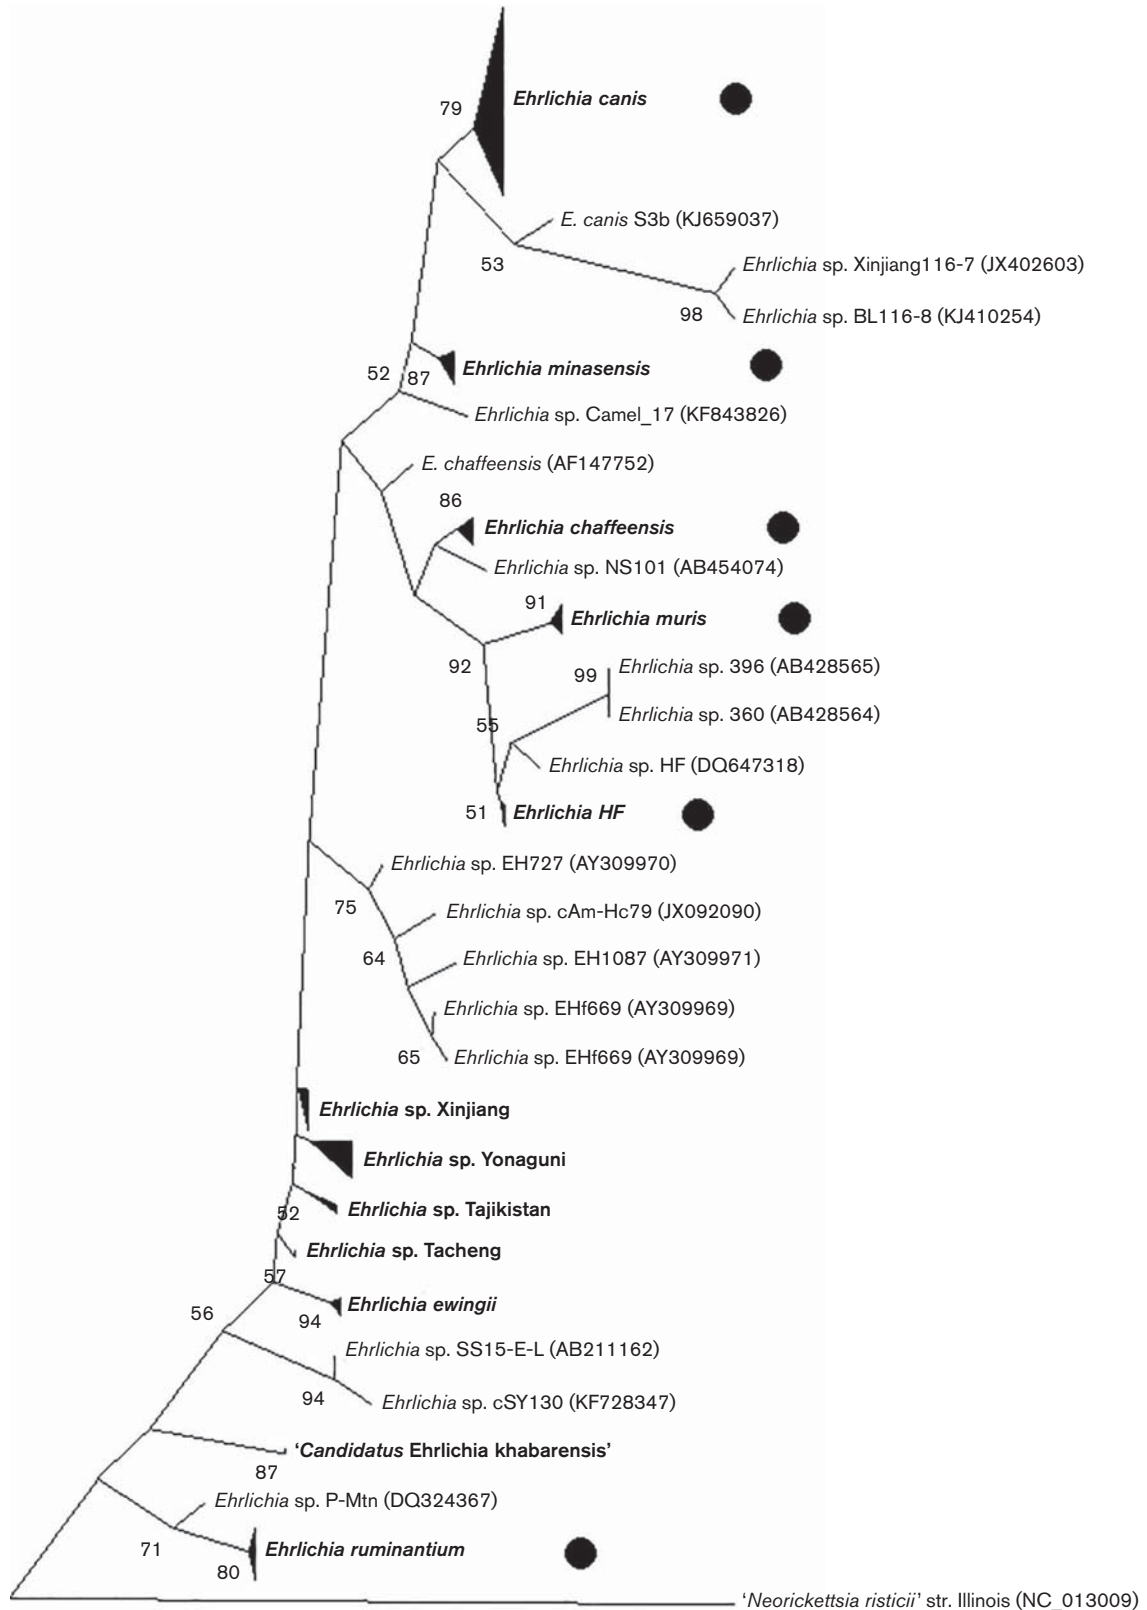 Ehrlichia canis
79
E. canis S3b (KJ659037)
53
Ehrlichia sp. Xinjiang116-7 (JX402603)
98
Ehrlichia sp. BL116-8 (KJ410254)
52
87
Ehrlichia minasensis
Ehrlichia sp. Camel_17 (KF843826)
E. chaffeensis (AF147752)
86
Ehrlichia chaffeensis
Ehrlichia sp. NS101 (AB454074)
91
Ehrlichia muris
92
99
Ehrlichia sp. 396 (AB428565)
Ehrlichia sp. 360 (AB428564)
55
Ehrlichia sp. HF (DQ647318)
51
Ehrlichia HF
Ehrlichia sp. EH727 (AY309970)
75
Ehrlichia sp. cAm-Hc79 (JX092090)
64
Ehrlichia sp. EH1087 (AY309971)
Ehrlichia sp. EHf669 (AY309969)
65
Ehrlichia sp. EHf669 (AY309969)
Ehrlichia sp. Xinjiang
Ehrlichia sp. Yonaguni
52
Ehrlichia sp. Tajikistan
Ehrlichia sp. Tacheng
57
Ehrlichia ewingii
56
94
Ehrlichia sp. SS15-E-L (AB211162)
94
Ehrlichia sp. cSY130 (KF728347)
‘Candidatus Ehrlichia khabarensis’
87
Ehrlichia sp. P-Mtn (DQ324367)
71
Ehrlichia ruminantium
80
‘Neorickettsia risticii’ str. Illinois (NC_013009)